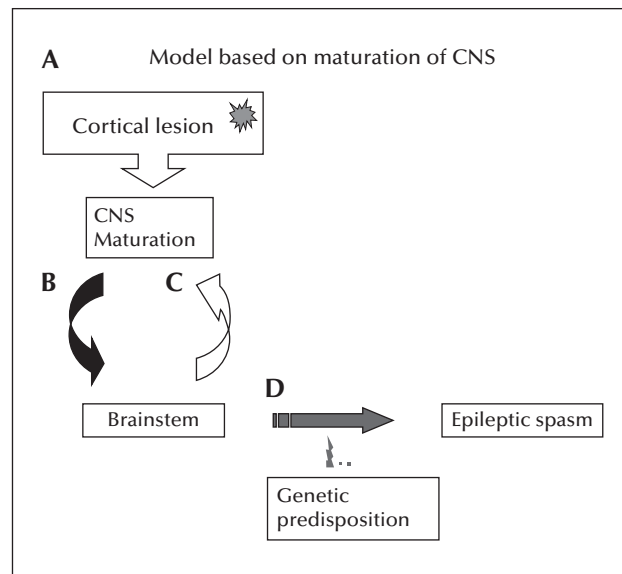 A
Model based on maturation of CNS
Cortical lesion
CNS
Maturation
B
C
D
Brainstem
Epileptic spasm
Genetic
predisposition